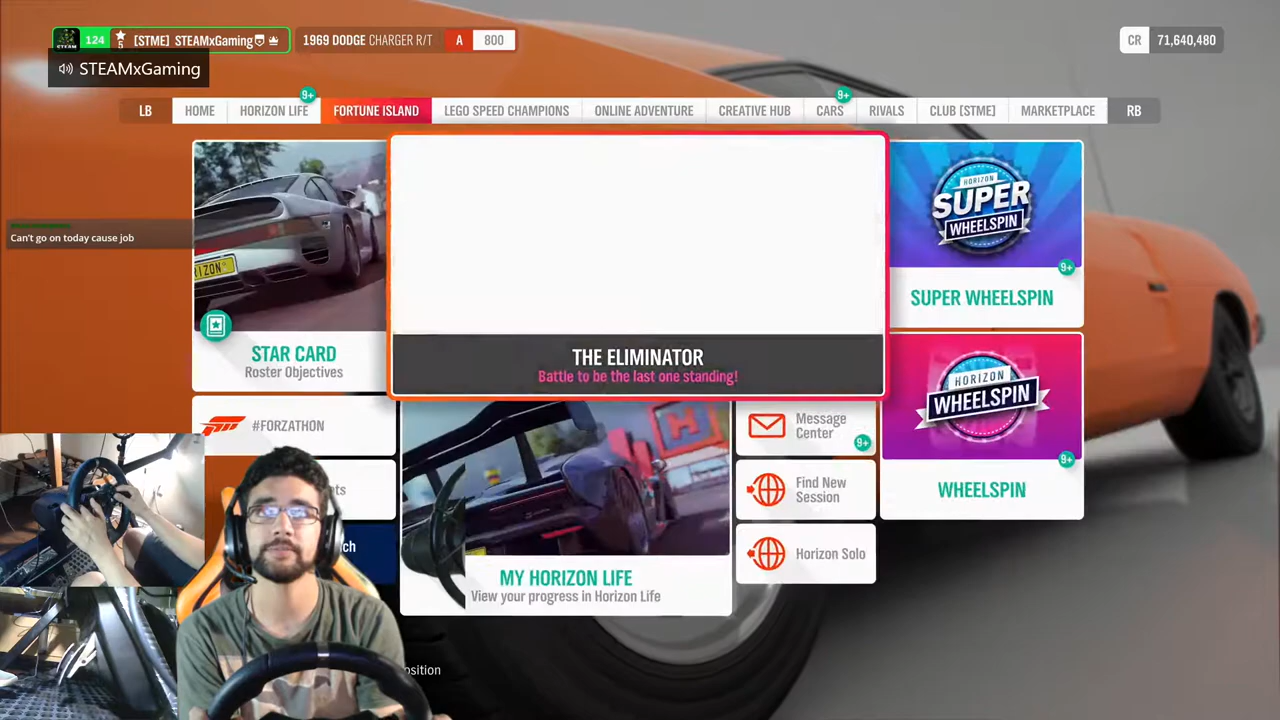 124 5 [STME] STEAMxGaming
1969 DODGE CHARGER R/T A 800
CR 71,640,480
STEAMxGaming
LB HOME HORIZON LIFE 9+ FORTUNE ISLAND LEGO SPEED CHAMPIONS ONLINE ADVENTURE CREATIVE HUB CARS 9+ RIVALS CLUB [STME] MARKETPLACE RB
Can't go on today cause job
HORIZON
SUPER
WHEELSPIN
9+
SUPER WHEELSPIN
STAR CARD
Roster Objectives
THE ELIMINATOR
Battle to be the last one standing!
#FORZATHON
Message
Center
9+
HORIZON
WHEELSPIN
9+
WHEELSPIN
Find New
Session
Horizon Solo
MY HORIZON LIFE
View your progress in Horizon Life